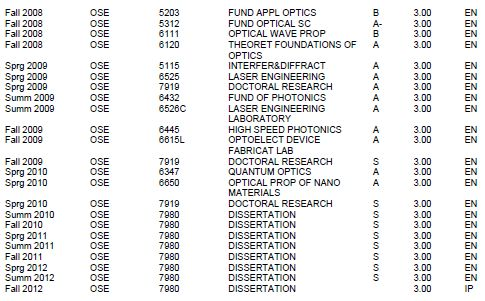 Fall 2008 OSE 5203 FUND APPL OPTICS B 3.00 EN
Fall 2008 OSE 5312 FUND OPTICAL SC A- 3.00 EN
Fall 2008 OSE 6111 OPTICAL WAVE PROP B 3.00 EN
Fall 2008 OSE 6120 THEORET FOUNDATIONS OF A 3.00 EN
OPTICS
Sprg 2009 OSE 5115 INTERFER&DIFFRACT A 3.00 EN
Sprg 2009 OSE 6525 LASER ENGINEERING A 3.00 EN
Sprg 2009 OSE 7919 DOCTORAL RESEARCH A 3.00 EN
Summ 2009 OSE 6432 FUND OF PHOTONICS A 3.00 EN
Summ 2009 OSE 6526C LASER ENGINEERING A 3.00 EN
LABORATORY
Fall 2009 OSE 6445 HIGH SPEED PHOTONICS A 3.00 EN
Fall 2009 OSE 6615L OPTOELECT DEVICE A 3.00 EN
FABRICAT LAB
Fall 2009 OSE 7919 DOCTORAL RESEARCH S 3.00 EN
Sprg 2010 OSE 6347 QUANTUM OPTICS A 3.00 EN
Sprg 2010 OSE 6650 OPTICAL PROP OF NANO A 3.00 EN
MATERIALS
Sprg 2010 OSE 7919 DOCTORAL RESEARCH S 3.00 EN
Summ 2010 OSE 7980 DISSERTATION S 3.00 EN
Fall 2010 OSE 7980 DISSERTATION S 3.00 EN
Sprg 2011 OSE 7980 DISSERTATION S 3.00 EN
Summ 2011 OSE 7980 DISSERTATION S 3.00 EN
Fall 2011 OSE 7980 DISSERTATION S 3.00 EN
Sprg 2012 OSE 7980 DISSERTATION S 3.00 EN
Summ 2012 OSE 7980 DISSERTATION S 3.00 EN
Fall 2012 OSE 7980 DISSERTATION 3.00 IP